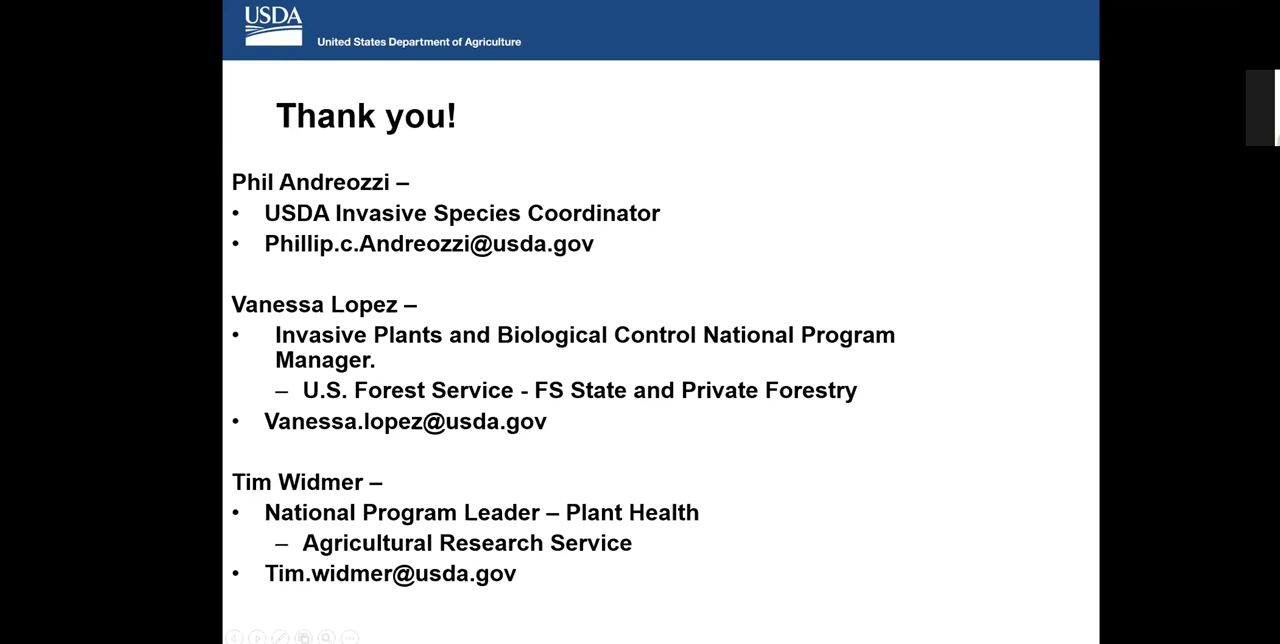 USDA
United States Department of Agriculture
Thank you!
Phil Andreozzi –
• USDA Invasive Species Coordinator
• Phillip.c.Andreozzi@usda.gov
Vanessa Lopez –
• Invasive Plants and Biological Control National Program
Manager.
– U.S. Forest Service - FS State and Private Forestry
• Vanessa.lopez@usda.gov
Tim Widmer –
• National Program Leader – Plant Health
– Agricultural Research Service
• Tim.widmer@usda.gov